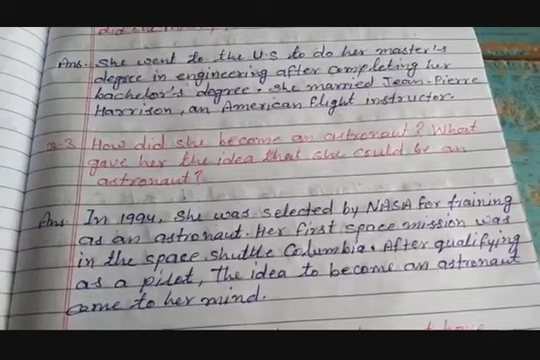 did she
Ans. She went to the U.S to do her master's
degree in engineering after completing her
bachelor's degree. She married Jean-Pierre
Harrison, an American flight instructor.
Q.3. How did she become an astronaut? What
gave her the idea that she could be an
astronaut?
Ans. In 1994, She was selected by NASA for training
as an astronaut. Her first space mission was
in the space shuttle Columbia. After qualifying
as a pilot, The idea to become an astronaut
came to her mind.